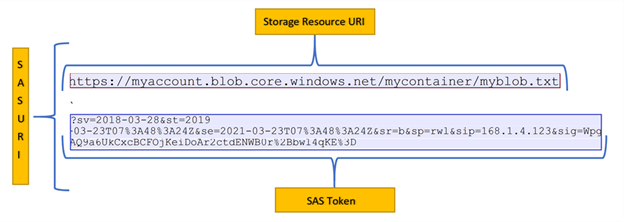 Storage Resource URI
S
A
S
U
R
I
https://myaccount.blob.core.windows.net/mycontainer/myblob.txt
`
?sv=2018-03-28&st=2019
-03-23T07%3A48%3A24Z&se=2021-03-23T07%3A48%3A24Z&sr=b&sp=rwl&sip=168.1.4.123&sig=Wpg
AQ9a6UkCxcBCFOjKeiDoAr2ctdENWB0r%2Bbwl4qKE%3D
SAS Token